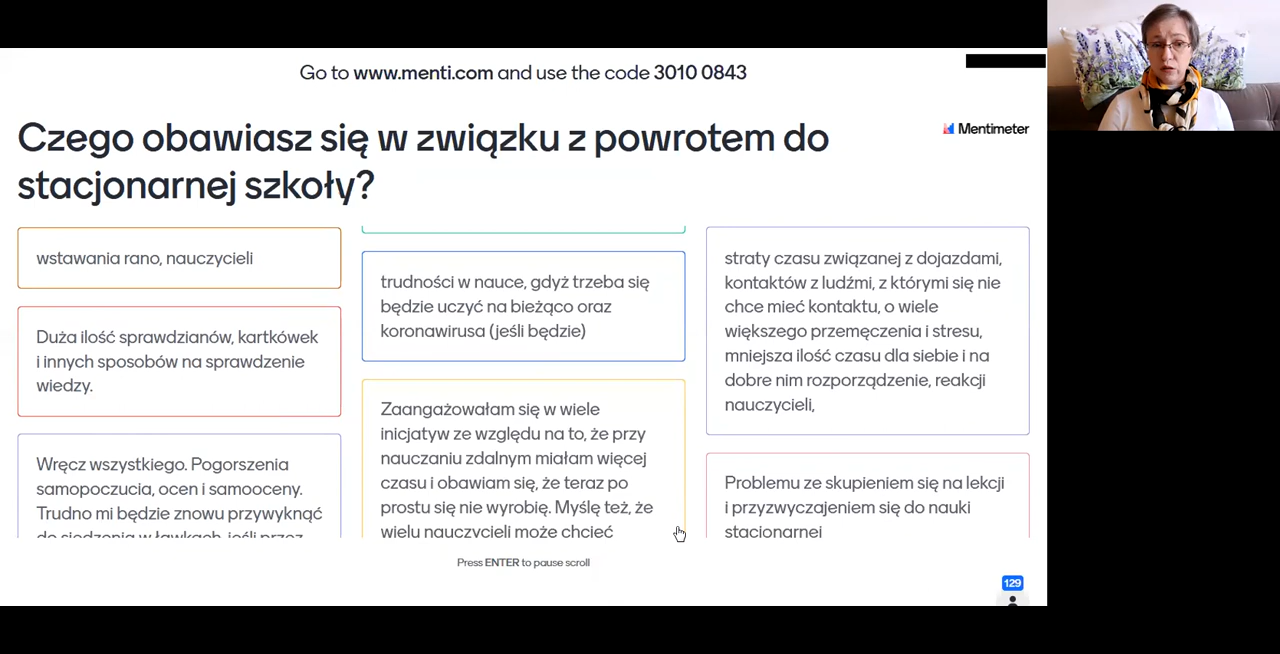 Go to www.menti.com and use the code 3010 0843
Mentimeter
Czego obawiasz się w związku z powrotem do
stacjonarnej szkoły?
wstawania rano, nauczycieli
Duża ilość sprawdzianów, kartkówek
i innych sposobów na sprawdzenie
wiedzy.
Wręcz wszystkiego. Pogorszenia
samopoczucia, ocen i samooceny.
Trudno mi będzie znowu przywyknąć
do siedzenia w ławkach, jeśli przez
trudności w nauce, gdyż trzeba się
będzie uczyć na bieżąco oraz
koronawirusa (jeśli będzie)
Zaangażowałam się w wiele
inicjatyw ze względu na to, że przy
nauczaniu zdalnym miałam więcej
czasu i obawiam się, że teraz po
prostu się nie wyrobię. Myślę też, że
wielu nauczycieli może chcieć
straty czasu związanej z dojazdami,
kontaktów z ludźmi, z którymi się nie
chce mieć kontaktu, o wiele
większego przemęczenia i stresu,
mniejsza ilość czasu dla siebie i na
dobre nim rozporządzenie, reakcji
nauczycieli,
Problemu ze skupieniem się na lekcji
i przyzwyczajeniem się do nauki
stacjonarnej
Press ENTER to pause scroll
129